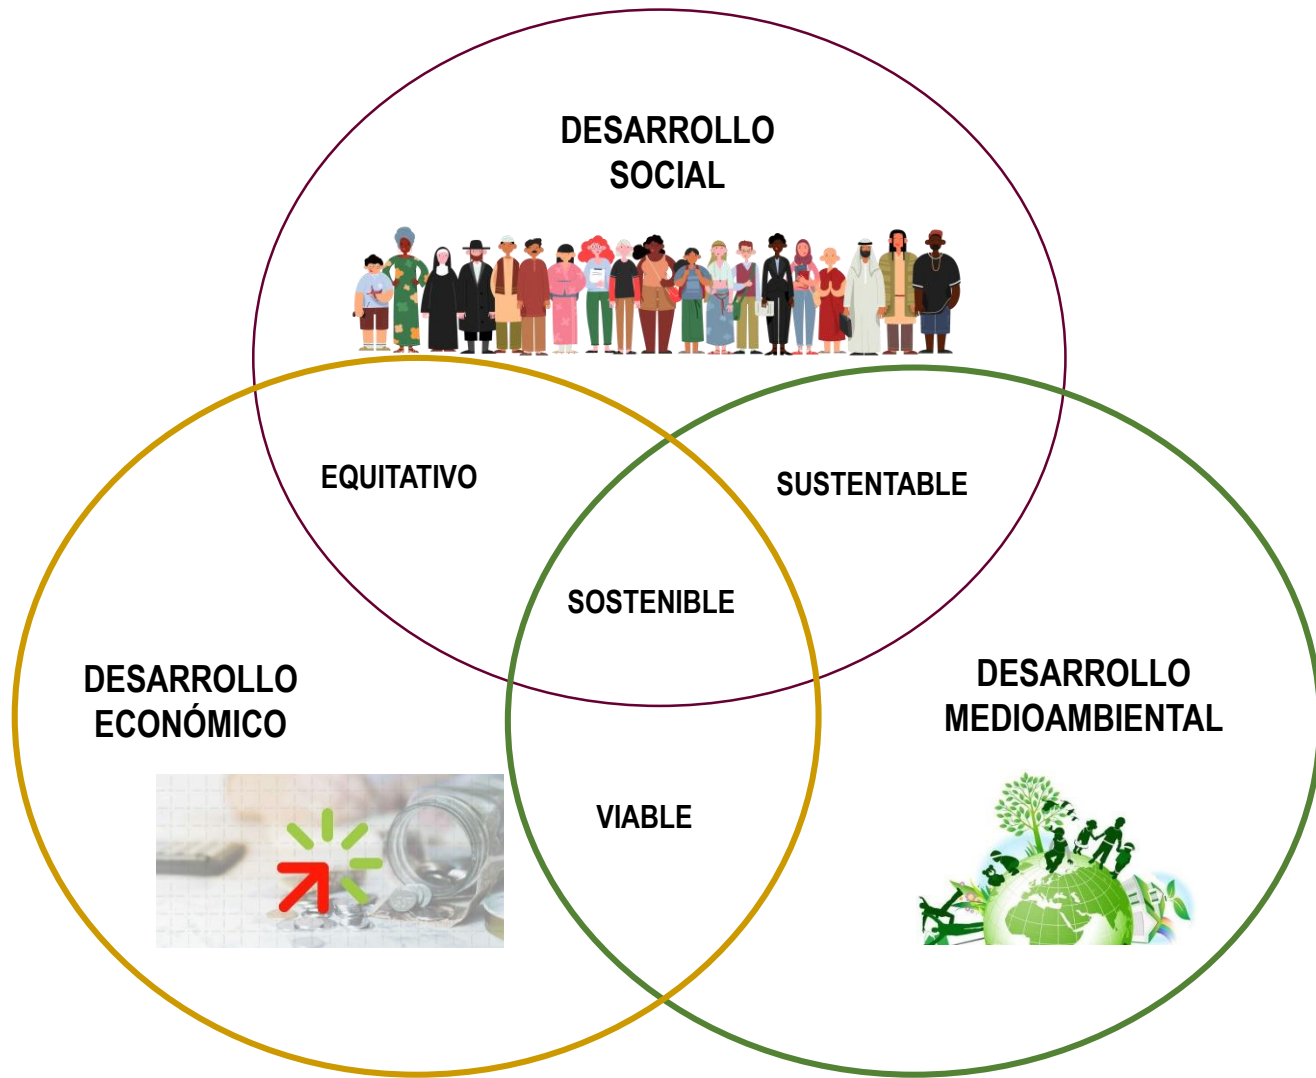 DESARROLLO
SOCIAL
EQUITATIVO
SUSTENTABLE
SOSTENIBLE
DESARROLLO
ECONÓMICO
DESARROLLO
MEDIOAMBIENTAL
VIABLE